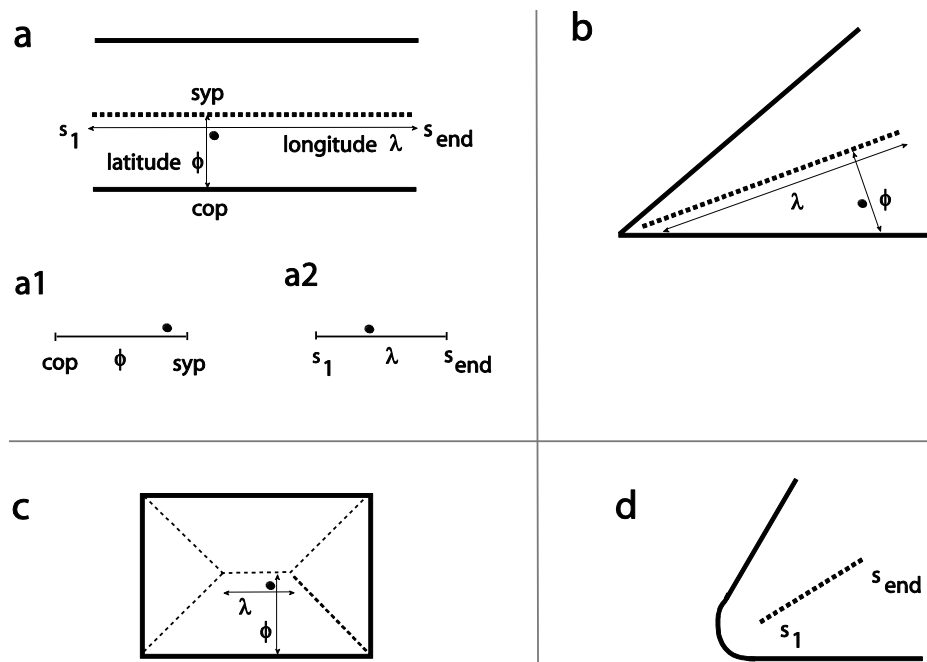 a
syp
s1 send
longitude λ
latitude ϕ
cop
a1
cop ϕ syp
a2
s1 λ send
b
λ ϕ
c
λ
ϕ
d
send
s1